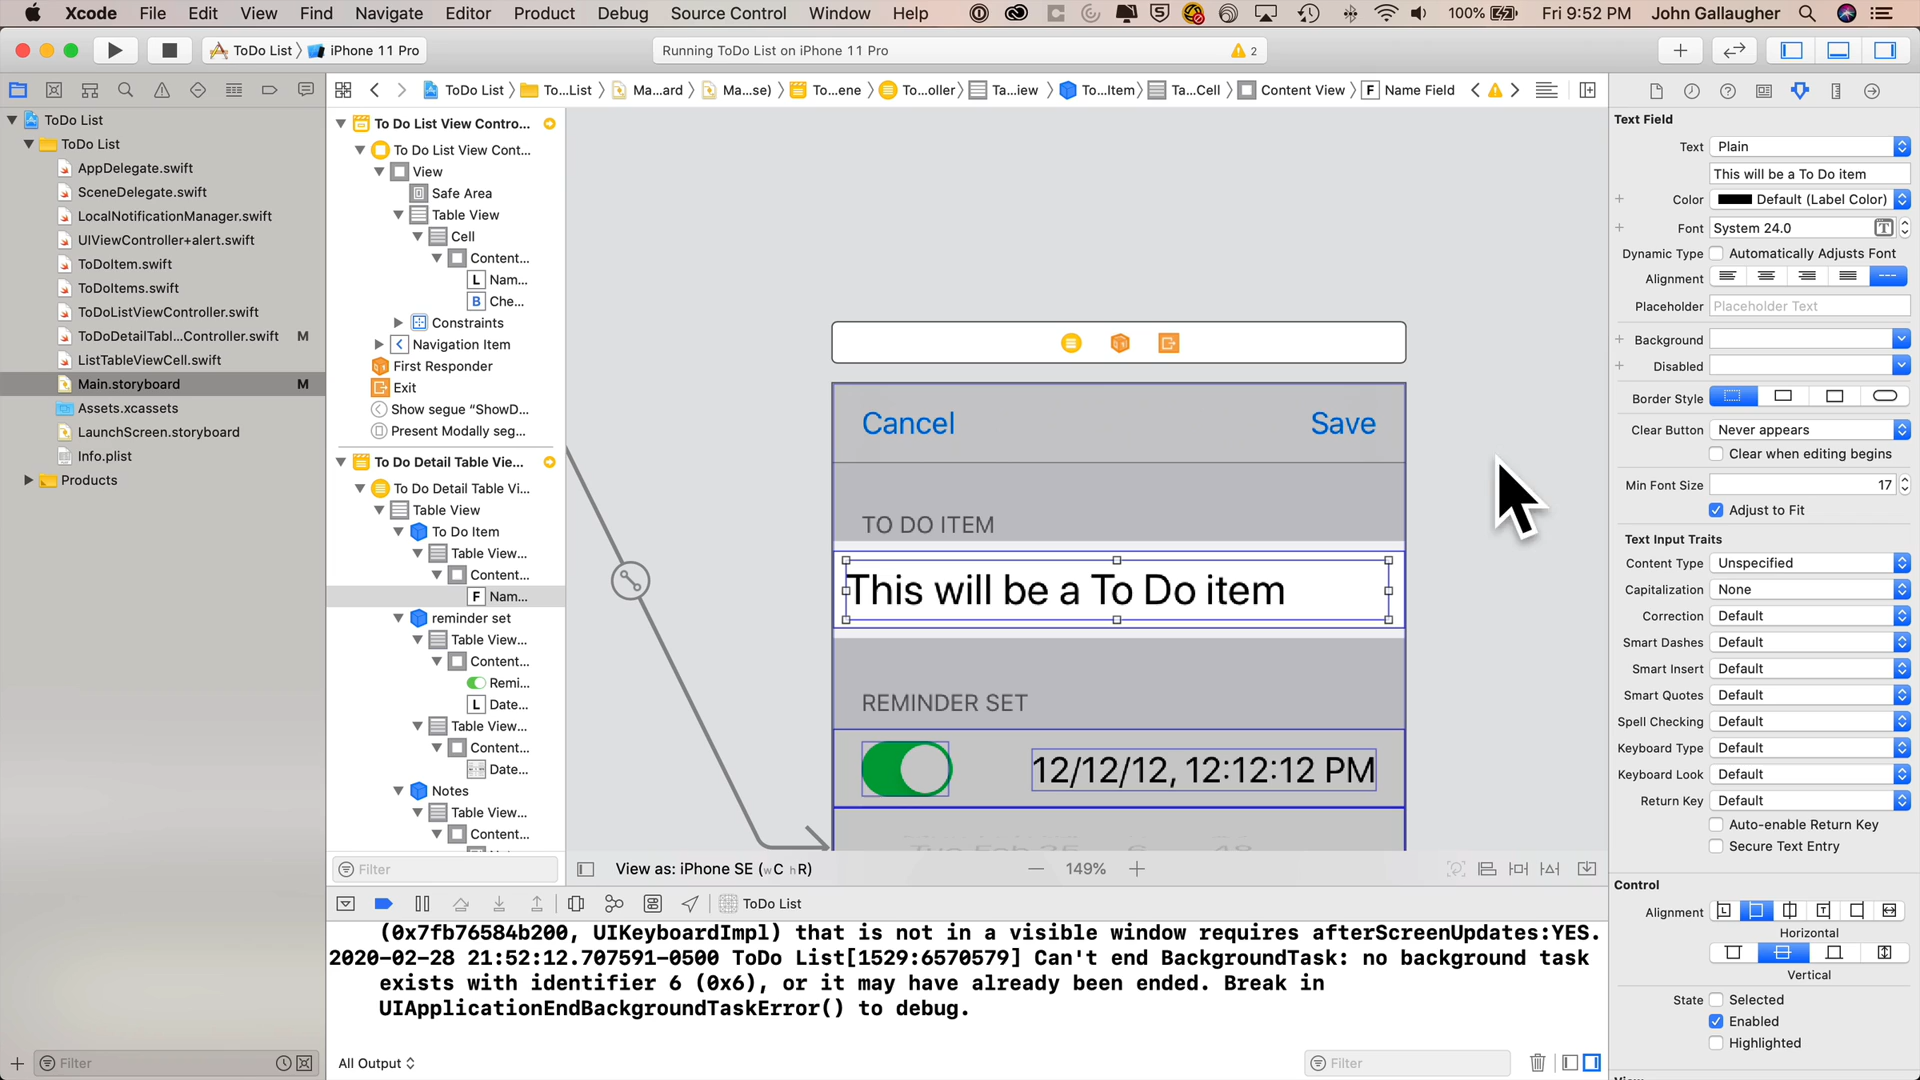 Xcode File Edit View Find Navigate Editor Product Debug Source Control Window Help 100% Fri 9:52 PM John Gallaugher
ToDo List iPhone 11 Pro
Running ToDo List on iPhone 11 Pro
2
ToDo List To...List Ma...ard Ma...se) To...ene To...oller Ta...iew To...Item Ta...Cell Content View F Name Field
ToDo List
ToDo List
AppDelegate.swift
SceneDelegate.swift
LocalNotificationManager.swift
UIViewController+alert.swift
ToDoItem.swift
ToDoItems.swift
ToDoListViewController.swift
ToDoDetailTabl...Controller.swift M
ListTableViewCell.swift
Main.storyboard M
Assets.xcassets
LaunchScreen.storyboard
Info.plist
Products
Filter
To Do List View Contro...
To Do List View Cont...
View
Safe Area
Table View
Cell
Content...
L Nam...
B Che...
Constraints
Navigation Item
First Responder
Exit
Show segue “ShowD...
Present Modally seg...
To Do Detail Table Vie...
To Do Detail Table Vi...
Table View
To Do Item
Table View...
Content...
F Nam...
reminder set
Table View...
Content...
Remi...
L Date...
Table View...
Content...
Date...
Notes
Table View...
Content...
Filter
Cancel Save
TO DO ITEM
This will be a To Do item
REMINDER SET
12/12/12, 12:12:12 PM
View as: iPhone SE (wC hR)
149%
ToDo List
(0x7fb76584b200, UIKeyboardImpl) that is not in a visible window requires afterScreenUpdates:YES.
2020-02-28 21:52:12.707591-0500 ToDo List[1529:6570579] Can't end BackgroundTask: no background task
exists with identifier 6 (0x6), or it may have already been ended. Break in
UIApplicationEndBackgroundTaskError() to debug.
All Output
Filter
Text Field
Text Plain
This will be a To Do item
Color Default (Label Color)
Font System 24.0
Dynamic Type Automatically Adjusts Font
Alignment
Placeholder Placeholder Text
Background
Disabled
Border Style
Clear Button Never appears
Clear when editing begins
Min Font Size 17
Adjust to Fit
Text Input Traits
Content Type Unspecified
Capitalization None
Correction Default
Smart Dashes Default
Smart Insert Default
Smart Quotes Default
Spell Checking Default
Keyboard Type Default
Keyboard Look Default
Return Key Default
Auto-enable Return Key
Secure Text Entry
Control
Alignment
Horizontal
Vertical
State Selected
Enabled
Highlighted